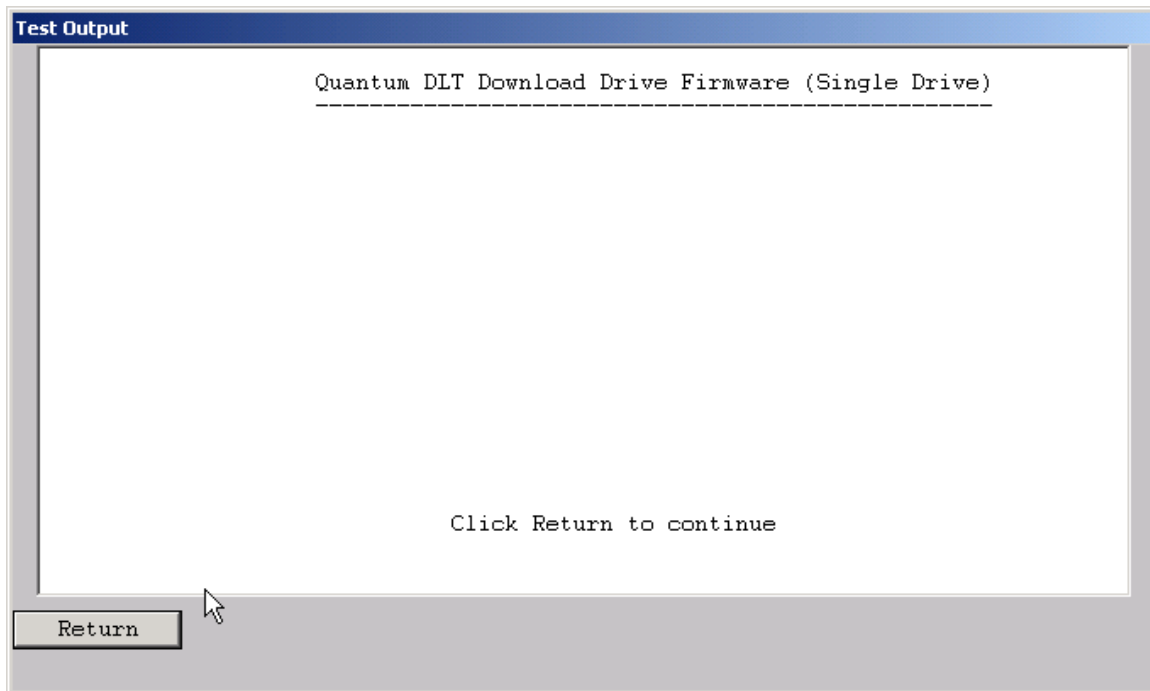 Test Output
Quantum DLT Download Drive Firmware (Single Drive)
--------------------------------------------------
Click Return to continue
Return